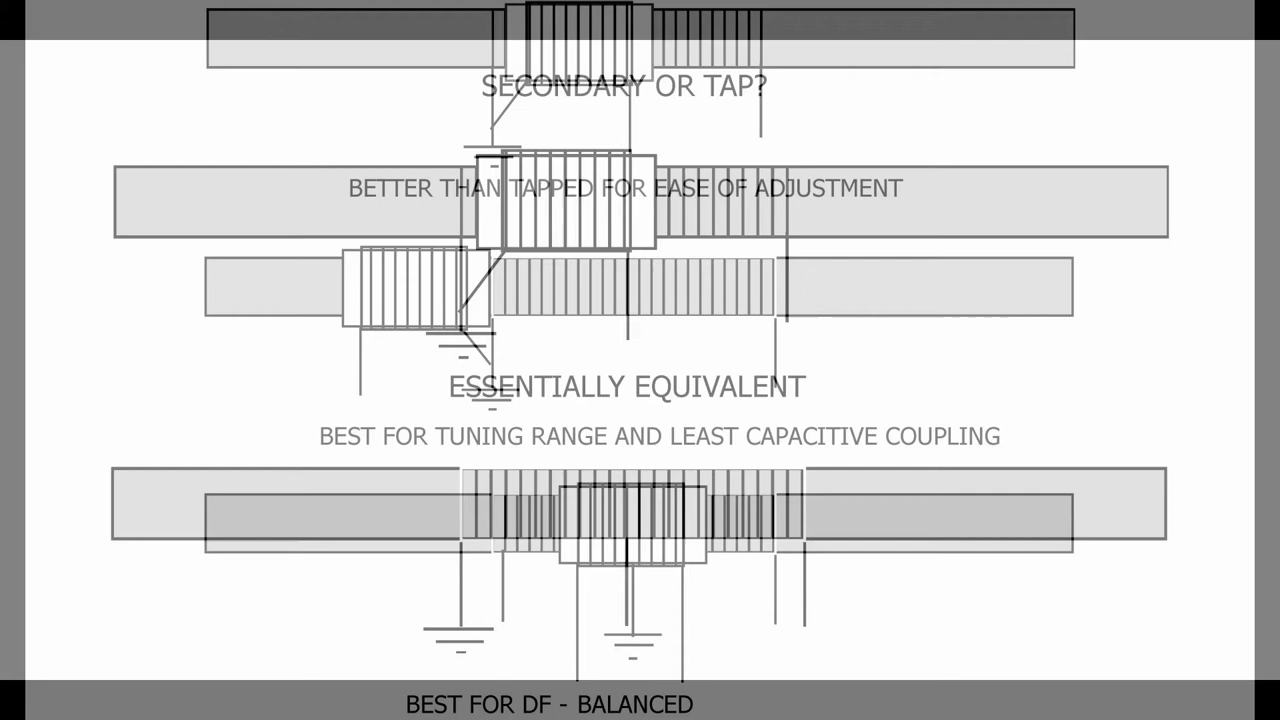 SECONDARY OR TAP?
BETTER THAN TAPPED FOR EASE OF ADJUSTMENT
ESSENTIALLY EQUIVALENT
BEST FOR TUNING RANGE AND LEAST CAPACITIVE COUPLING
BEST FOR DF - BALANCED